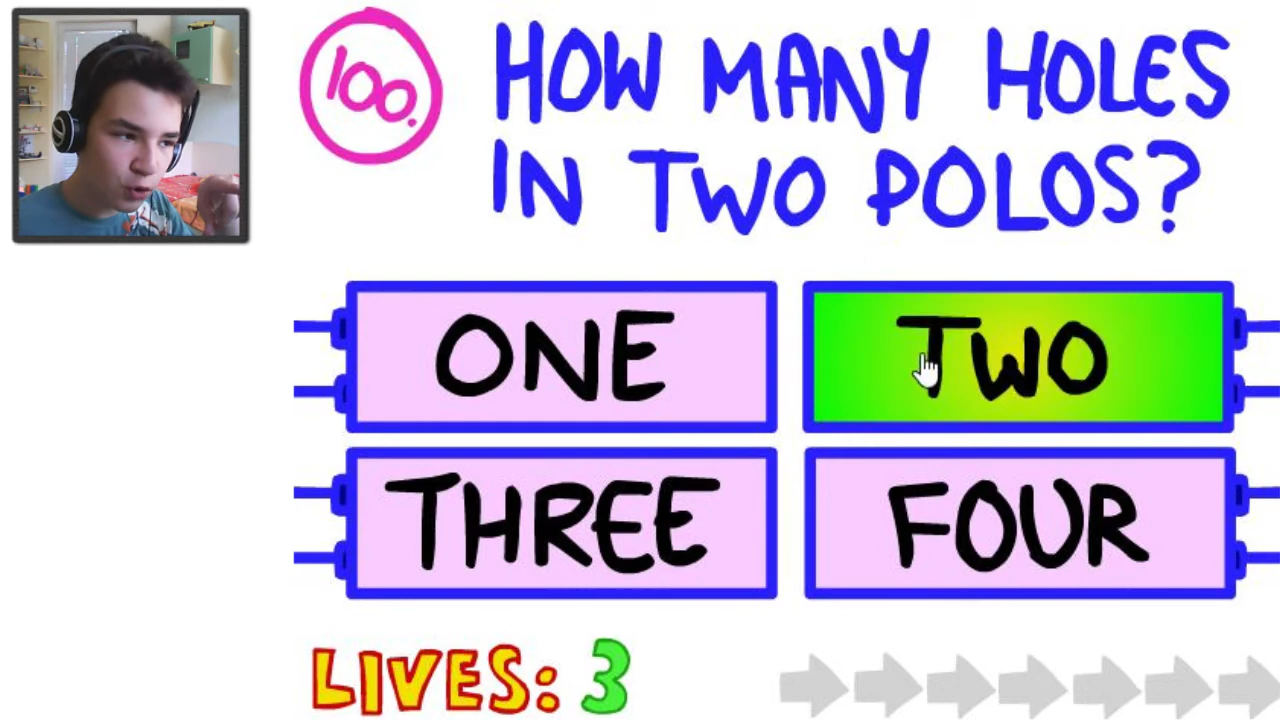 100.
HOW MANY HOLES
IN TWO POLOS?
ONE
TWO
THREE
FOUR
LIVES: 3